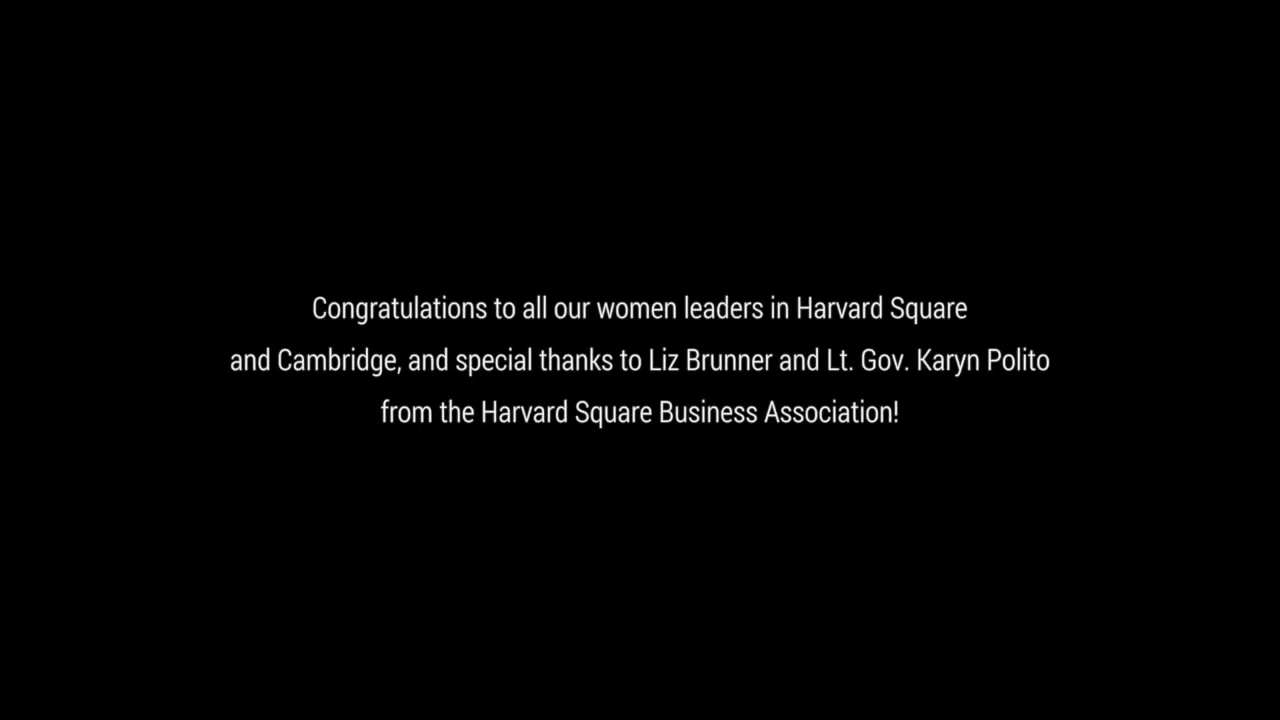 Congratulations to all our women leaders in Harvard Square
and Cambridge, and special thanks to Liz Brunner and Lt. Gov. Karyn Polito
from the Harvard Square Business Association!